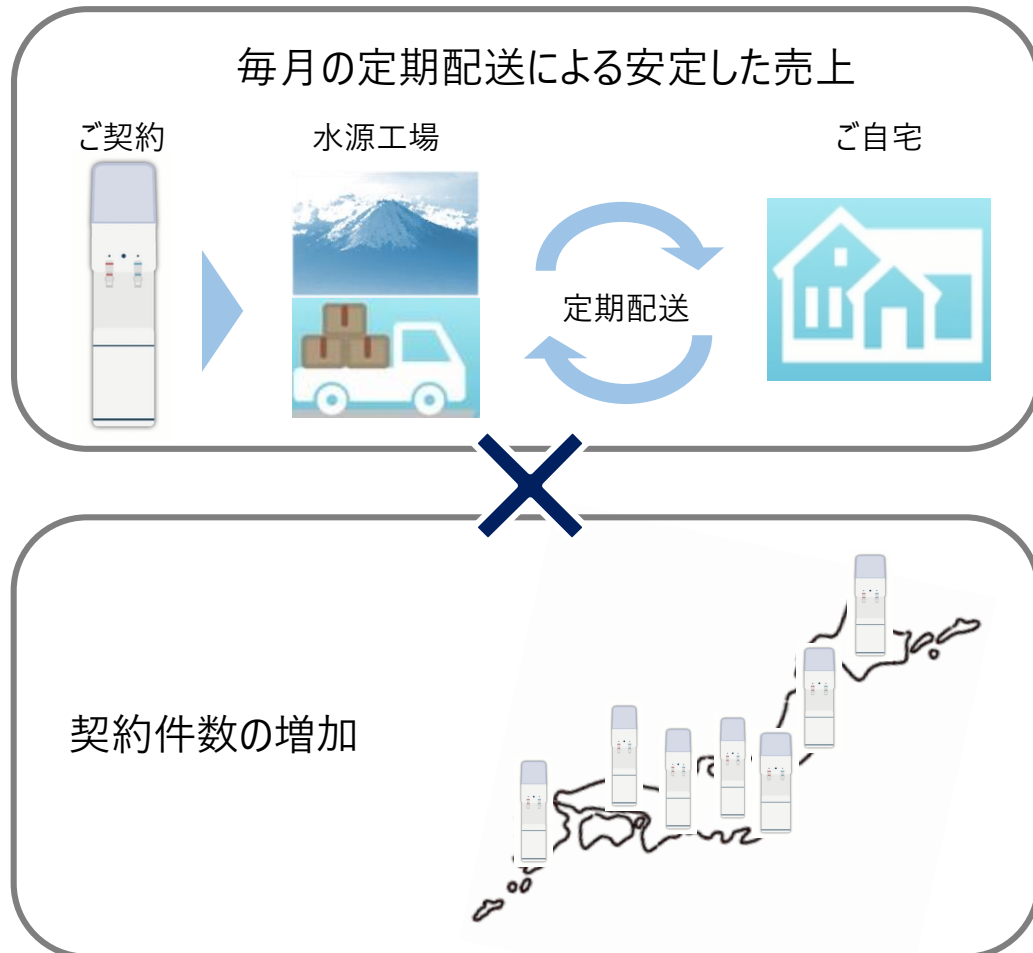 毎月の定期配送による安定した売上
ご契約
水源工場
ご自宅
定期配送
契約件数の増加